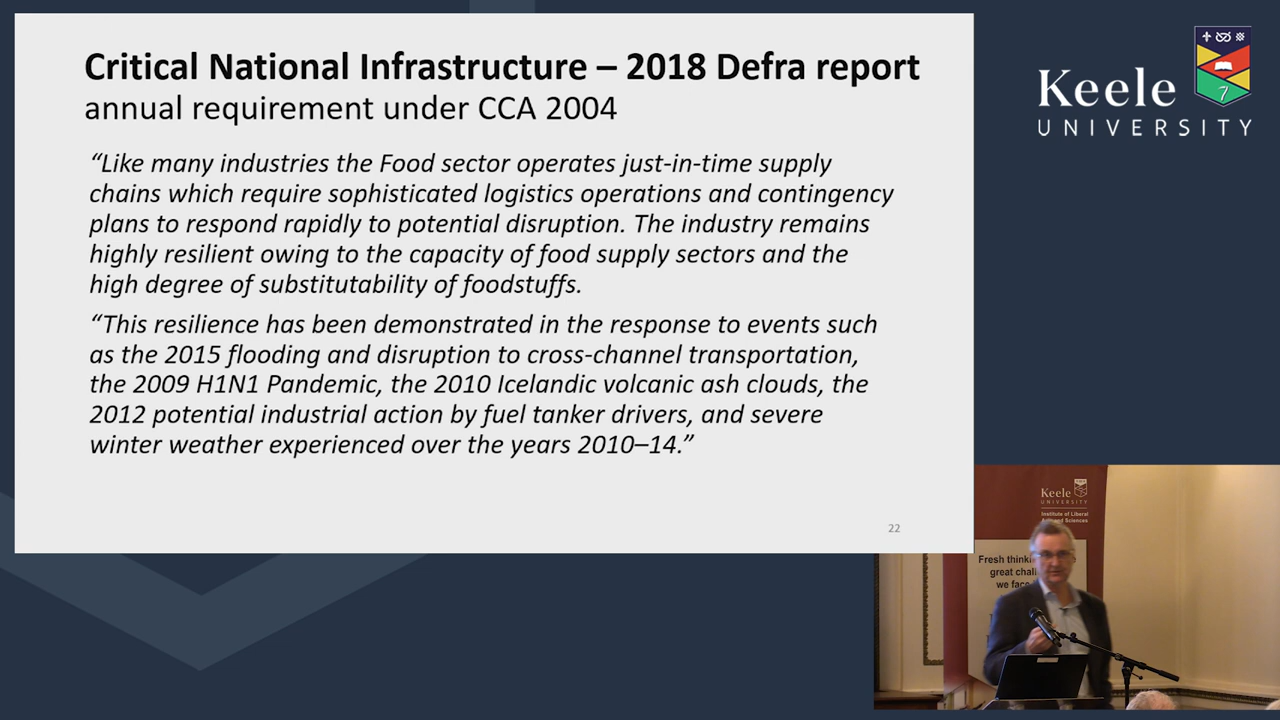 Critical National Infrastructure – 2018 Defra report
annual requirement under CCA 2004
“Like many industries the Food sector operates just-in-time supply
chains which require sophisticated logistics operations and contingency
plans to respond rapidly to potential disruption. The industry remains
highly resilient owing to the capacity of food supply sectors and the
high degree of substitutability of foodstuffs.
“This resilience has been demonstrated in the response to events such
as the 2015 flooding and disruption to cross-channel transportation,
the 2009 H1N1 Pandemic, the 2010 Icelandic volcanic ash clouds, the
2012 potential industrial action by fuel tanker drivers, and severe
winter weather experienced over the years 2010–14.”
22
Keele
UNIVERSITY
Keele
UNIVERSITY
Institute of Liberal
and Sciences
Fresh
great
we